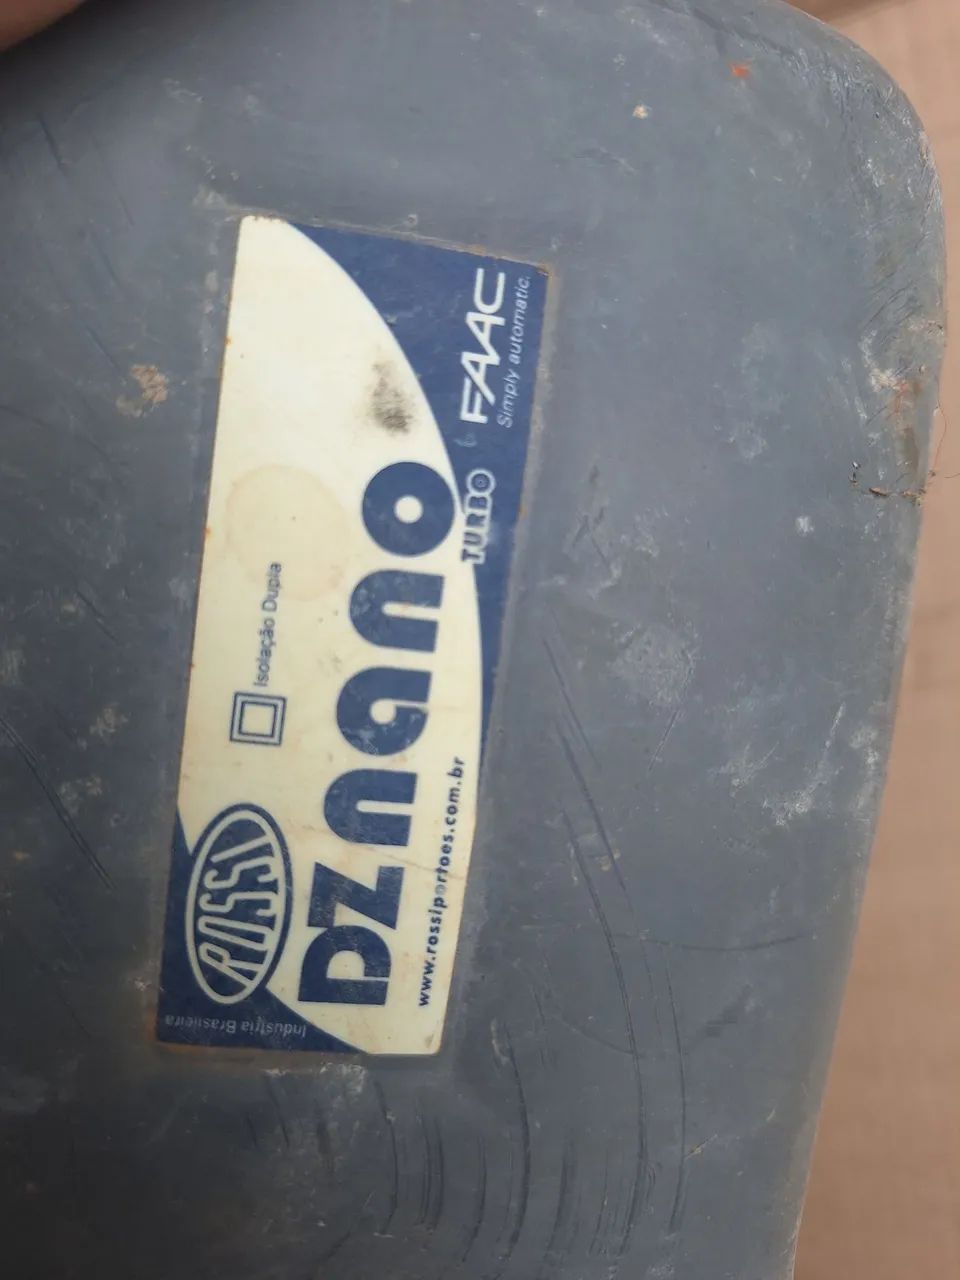 ROSSI
Isolação Dupla
DZnano
TURBO
FAAC
Simply automatic.
www.rossiportoes.com.br
Indústria Brasileira